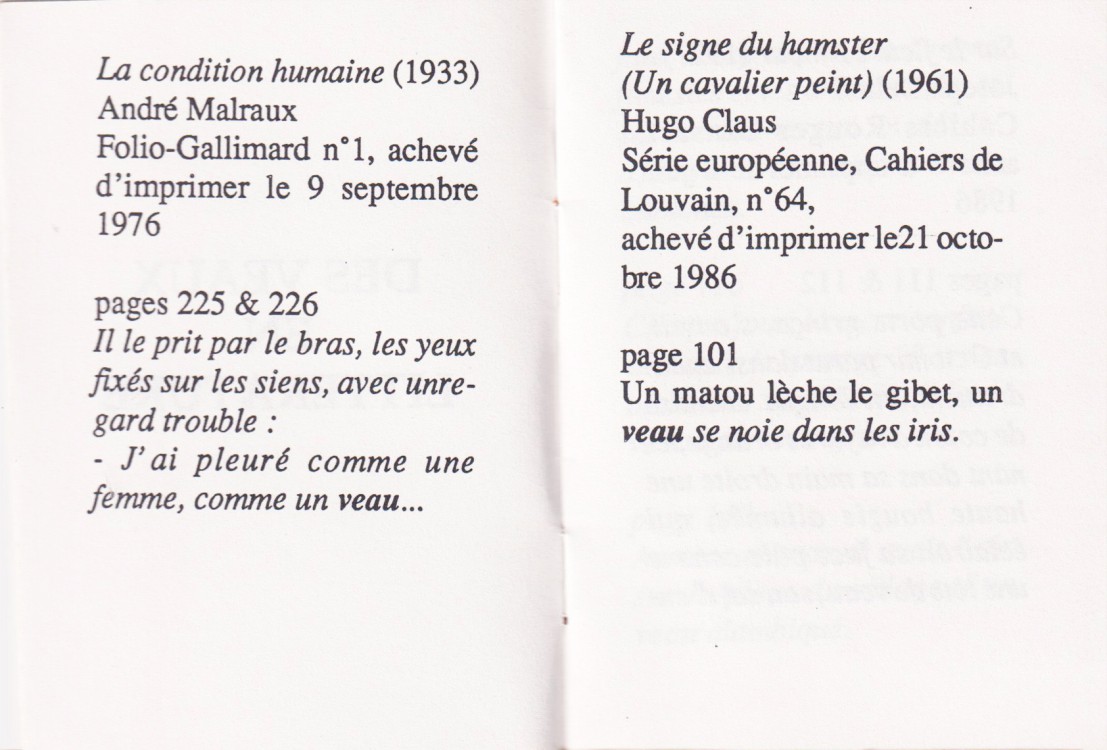 La condition humaine (1933)
André Malraux
Folio-Gallimard n°1, achevé
d'imprimer le 9 septembre
1976
pages 225 & 226
Il le prit par le bras, les yeux
fixés sur les siens, avec unre-
gard trouble :
- J'ai pleuré comme une
femme, comme un veau...
Le signe du hamster
(Un cavalier peint) (1961)
Hugo Claus
Série européenne, Cahiers de
Louvain, n°64,
achevé d'imprimer le21 octo-
bre 1986
page 101
Un matou lèche le gibet, un
veau se noie dans les iris.